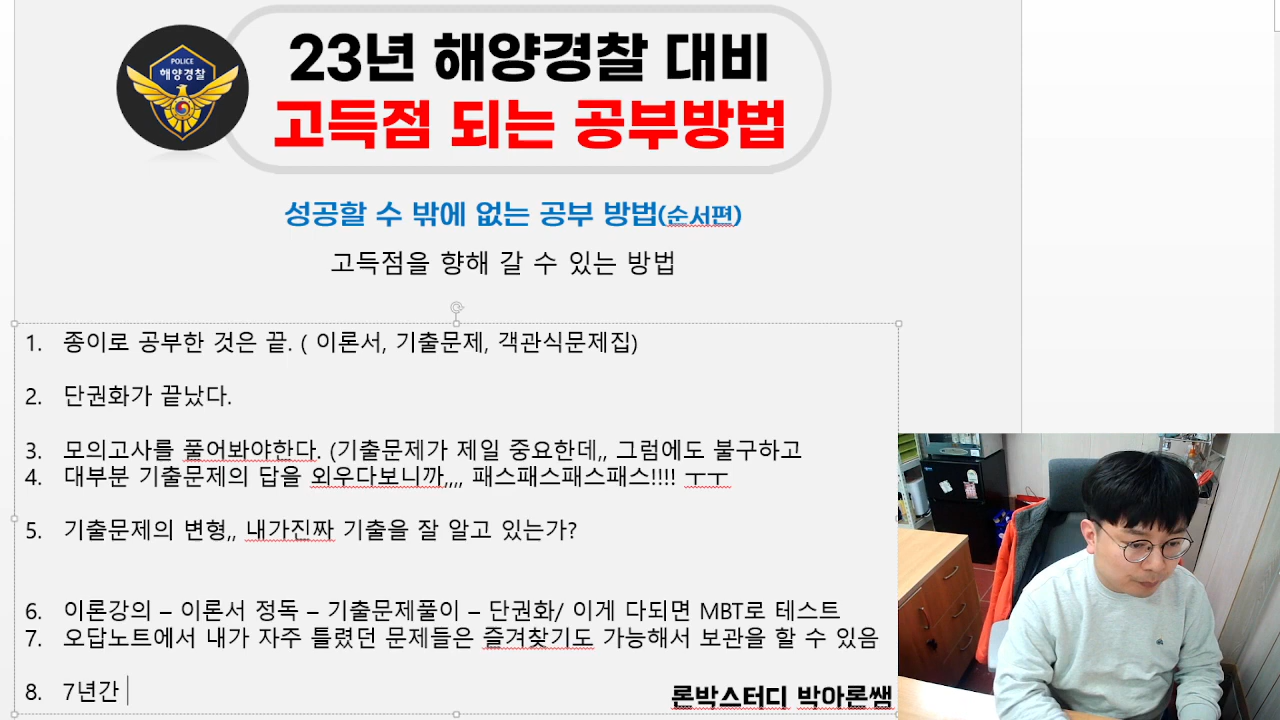 POLICE
해양경찰
23년 해양경찰 대비
고득점 되는 공부방법
성공할 수 밖에 없는 공부 방법(순서편)
고득점을 향해 갈 수 있는 방법
1. 종이로 공부한 것은 끝. ( 이론서, 기출문제, 객관식문제집)
2. 단권화가 끝났다.
3. 모의고사를 풀어봐야한다. (기출문제가 제일 중요한데,, 그럼에도 불구하고
4. 대부분 기출문제의 답을 외우다보니까,,,, 패스패스패스패스!!!! ㅜㅜ
5. 기출문제의 변형,, 내가진짜 기출을 잘 알고 있는가?
6. 이론강의 – 이론서 정독 – 기출문제풀이 – 단권화/ 이게 다되면 MBT로 테스트
7. 오답노트에서 내가 자주 틀렸던 문제들은 즐겨찾기도 가능해서 보관을 할 수 있음
8. 7년간
론박스터디 박아론쌤